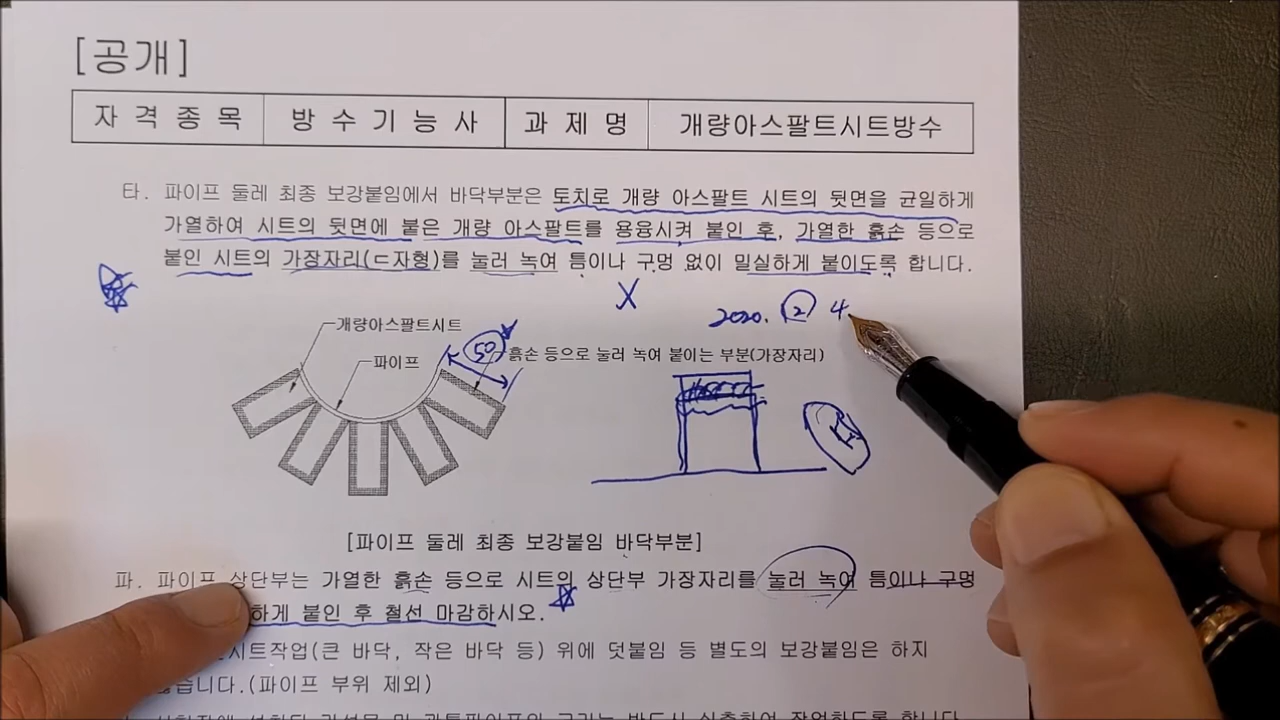 [공개]
자격종목 방수기능사 과제명 개량아스팔트시트방수
타. 파이프 둘레 최종 보강붙임에서 바닥부분은 토치로 개량 아스팔트 시트의 뒷면을 균일하게
가열하여 시트의 뒷면에 붙은 개량 아스팔트를 용융시켜 붙인 후, 가열한 흙손 등으로
붙인 시트의 가장자리(ㄷ자형)를 눌러 녹여 틈이나 구멍 없이 밀실하게 붙이도록 합니다.
X
2020. ② 4
개량아스팔트시트
파이프
50
흙손 등으로 눌러 녹여 붙이는 부분(가장자리)
[파이프 둘레 최종 보강붙임 바닥부분]
파. 파이프 상단부는 가열한 흙손 등으로 시트의 상단부 가장자리를 눌러 녹여 틈이나 구멍
하게 붙인 후 철선 마감하시오.
시트작업(큰 바닥, 작은 바닥 등) 위에 덧붙임 등 별도의 보강붙임은 하지
않습니다.(파이프 부위 제외)